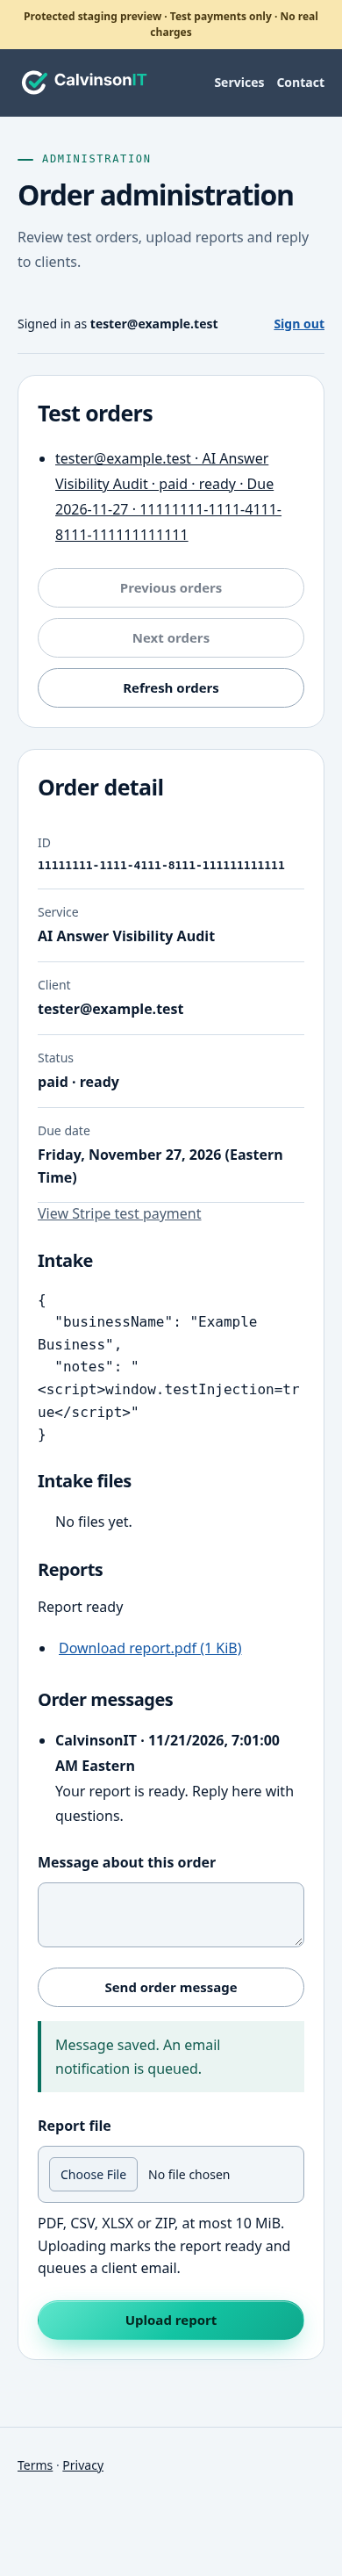 Protected staging preview · Test payments only · No real
charges
CalvinsonIT
Services Contact
ADMINISTRATION
Order administration
Review test orders, upload reports and reply
to clients.
Signed in as tester@example.test Sign out
Test orders
tester@example.test · AI Answer
Visibility Audit · paid · ready · Due
2026-11-27 · 11111111-1111-4111-
8111-111111111111
Previous orders
Next orders
Refresh orders
Order detail
ID
11111111-1111-4111-8111-111111111111
Service
AI Answer Visibility Audit
Client
tester@example.test
Status
paid · ready
Due date
Friday, November 27, 2026 (Eastern
Time)
View Stripe test payment
Intake
{
"businessName": "Example
Business",
"notes": "
<script>window.testInjection=tr
ue</script>"
}
Intake files
No files yet.
Reports
Report ready
Download report.pdf (1 KiB)
Order messages
CalvinsonIT · 11/21/2026, 7:01:00
AM Eastern
Your report is ready. Reply here with
questions.
Message about this order
Send order message
Message saved. An email
notification is queued.
Report file
Choose File No file chosen
PDF, CSV, XLSX or ZIP, at most 10 MiB.
Uploading marks the report ready and
queues a client email.
Upload report
Terms · Privacy